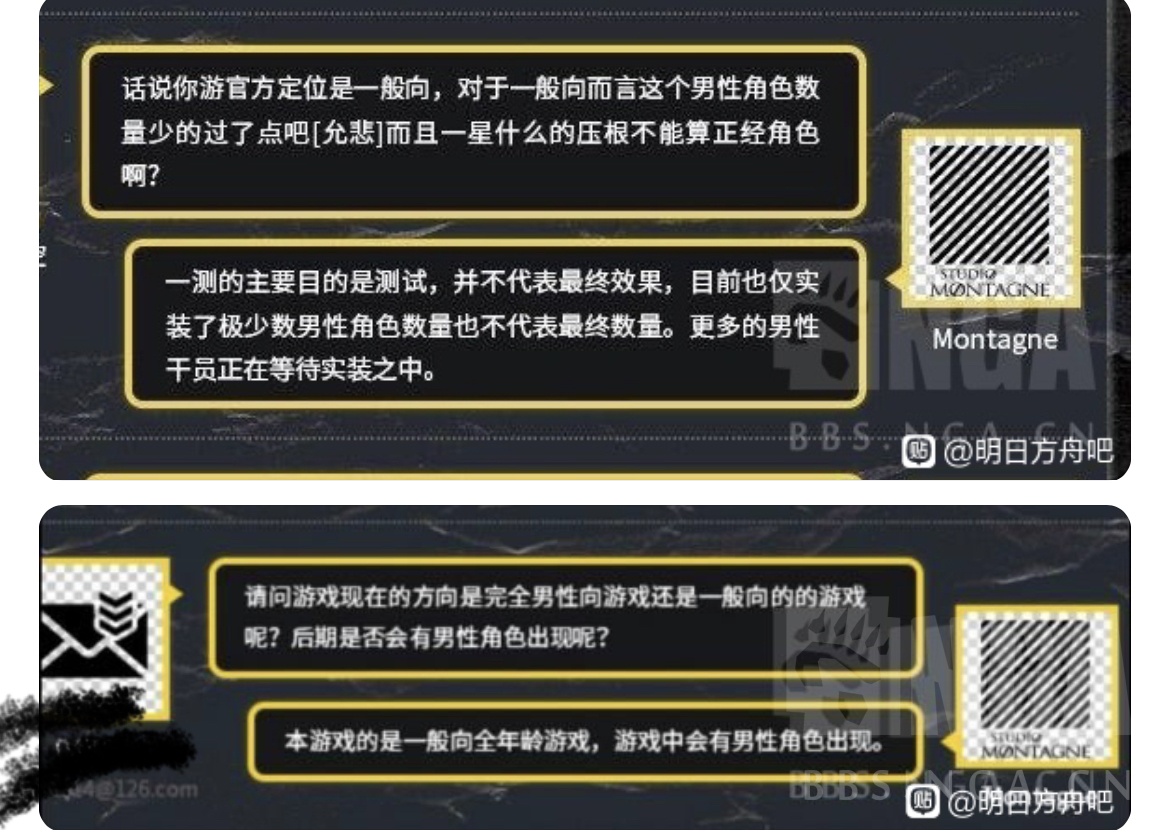 话说你游官方定位是一般向，对于一般向而言这个男性角色数
量少的过了点吧[允悲]而且一星什么的压根不能算正经角色
啊？
一测的主要目的是测试，并不代表最终效果，目前也仅实
装了极少数男性角色数量也不代表最终数量。更多的男性
干员正在等待实装之中。
STUDIO
MØNTAGNE
Montagne
NGA
BBS.NGA.CN
贴 @明日方舟吧
请问游戏现在的方向是完全男性向游戏还是一般向的的游戏
呢？后期是否会有男性角色出现呢？
本游戏的是一般向全年龄游戏，游戏中会有男性角色出现。
STUDIO
MØNTAGNE
4@126.com
贴 @明日方舟吧